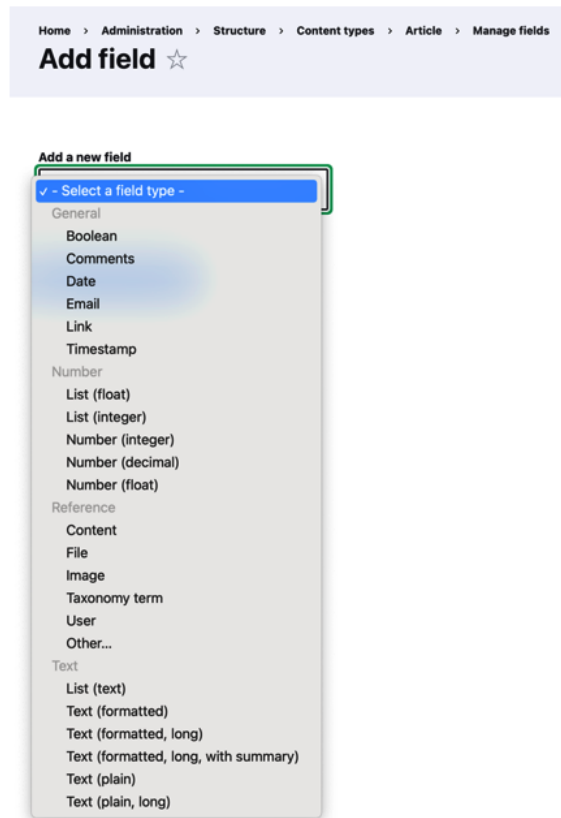 Home > Administration > Structure > Content types > Article > Manage fields
Add field ☆
Add a new field
✓ - Select a field type -
General
Boolean
Comments
Date
Email
Link
Timestamp
Number
List (float)
List (integer)
Number (integer)
Number (decimal)
Number (float)
Reference
Content
File
Image
Taxonomy term
User
Other...
Text
List (text)
Text (formatted)
Text (formatted, long)
Text (formatted, long, with summary)
Text (plain)
Text (plain, long)